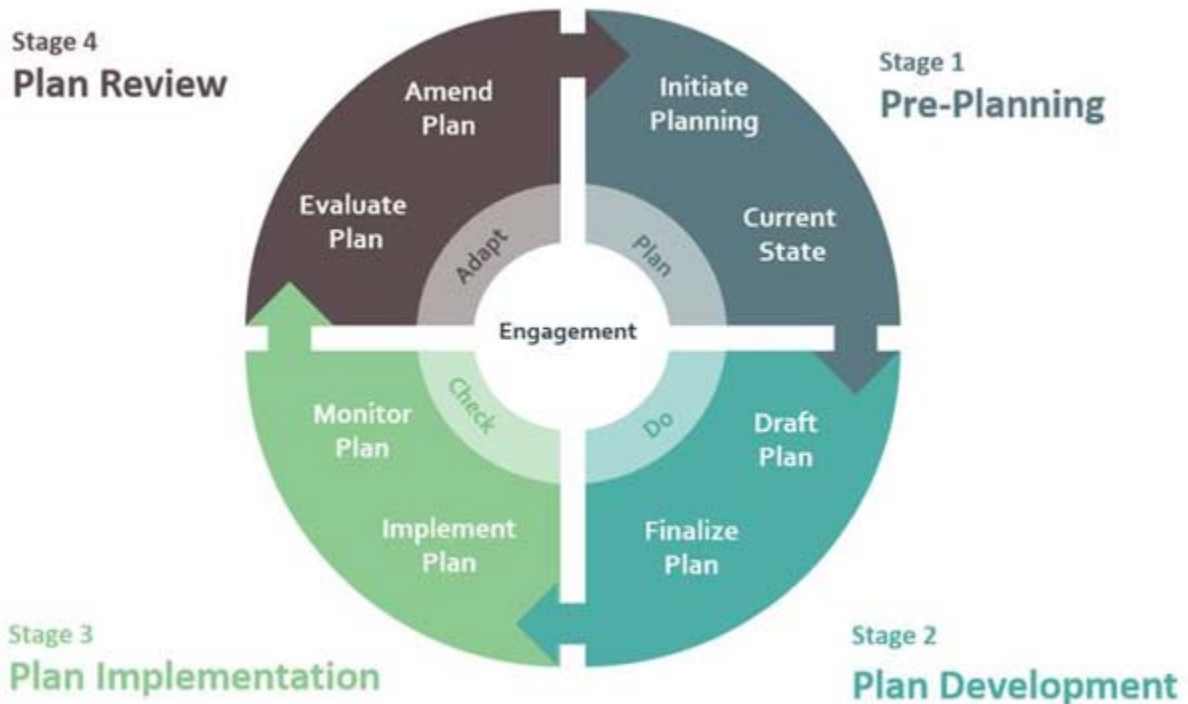 Stage 4
Plan Review
Stage 1
Pre-Planning
Amend
Plan
Evaluate
Plan
Initiate
Planning
Current
State
Adapt
Plan
Engagement
Check
Do
Monitor
Plan
Implement
Plan
Draft
Plan
Finalize
Plan
Stage 3
Plan Implementation
Stage 2
Plan Development